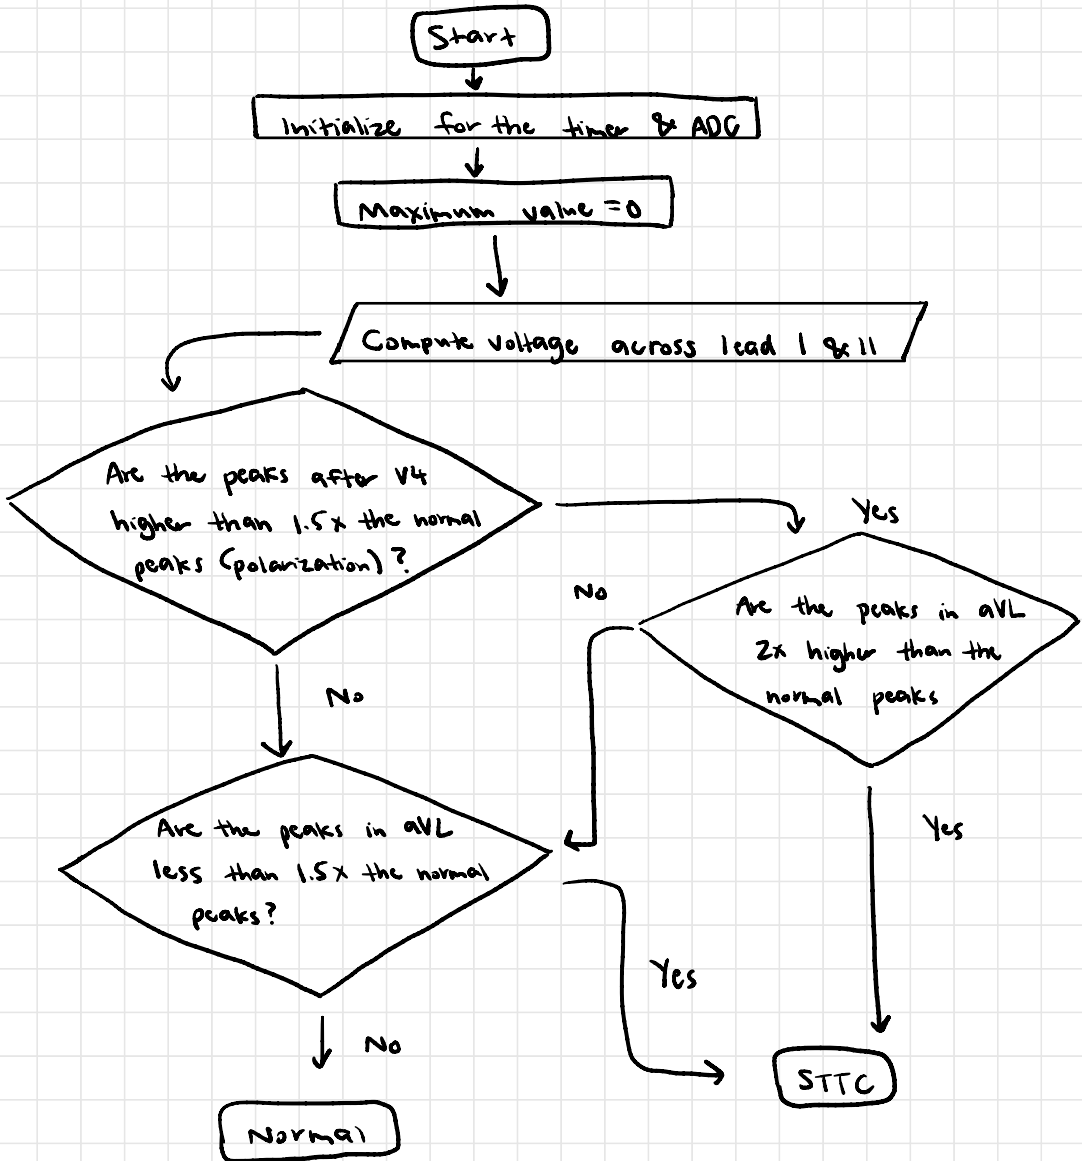 Start
Initialize for the timer & ADC
Maximum value = 0
Compute voltage across lead I & II
Are the peaks after V4
higher than 1.5x the normal
peaks (polarization)?
Yes
No
Are the peaks in aVL
2x higher than the
normal peaks
No
Are the peaks in aVL
less than 1.5x the normal
peaks?
Yes
Yes
No
STTC
Normal